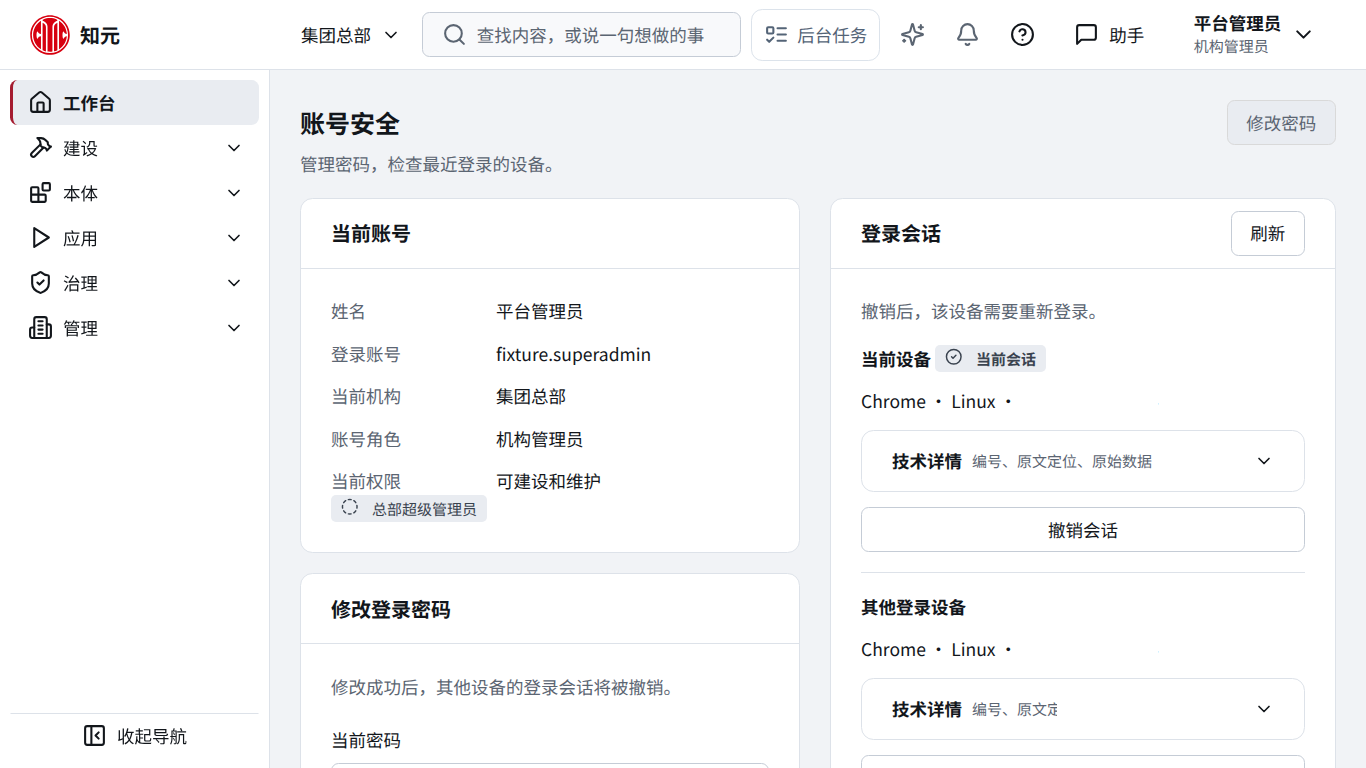 知元
集团总部
查找内容，或说一句想做的事
后台任务
助手
平台管理员
机构管理员
工作台
建设
本体
应用
治理
管理
收起导航
账号安全
管理密码，检查最近登录的设备。
修改密码
当前账号
姓名 平台管理员
登录账号 fixture.superadmin
当前机构 集团总部
账号角色 机构管理员
当前权限 可建设和维护
总部超级管理员
修改登录密码
修改成功后，其他设备的登录会话将被撤销。
当前密码
登录会话
刷新
撤销后，该设备需要重新登录。
当前设备 当前会话
Chrome · Linux ·
技术详情 编号、原文定位、原始数据
撤销会话
其他登录设备
Chrome · Linux ·
技术详情 编号、原文定